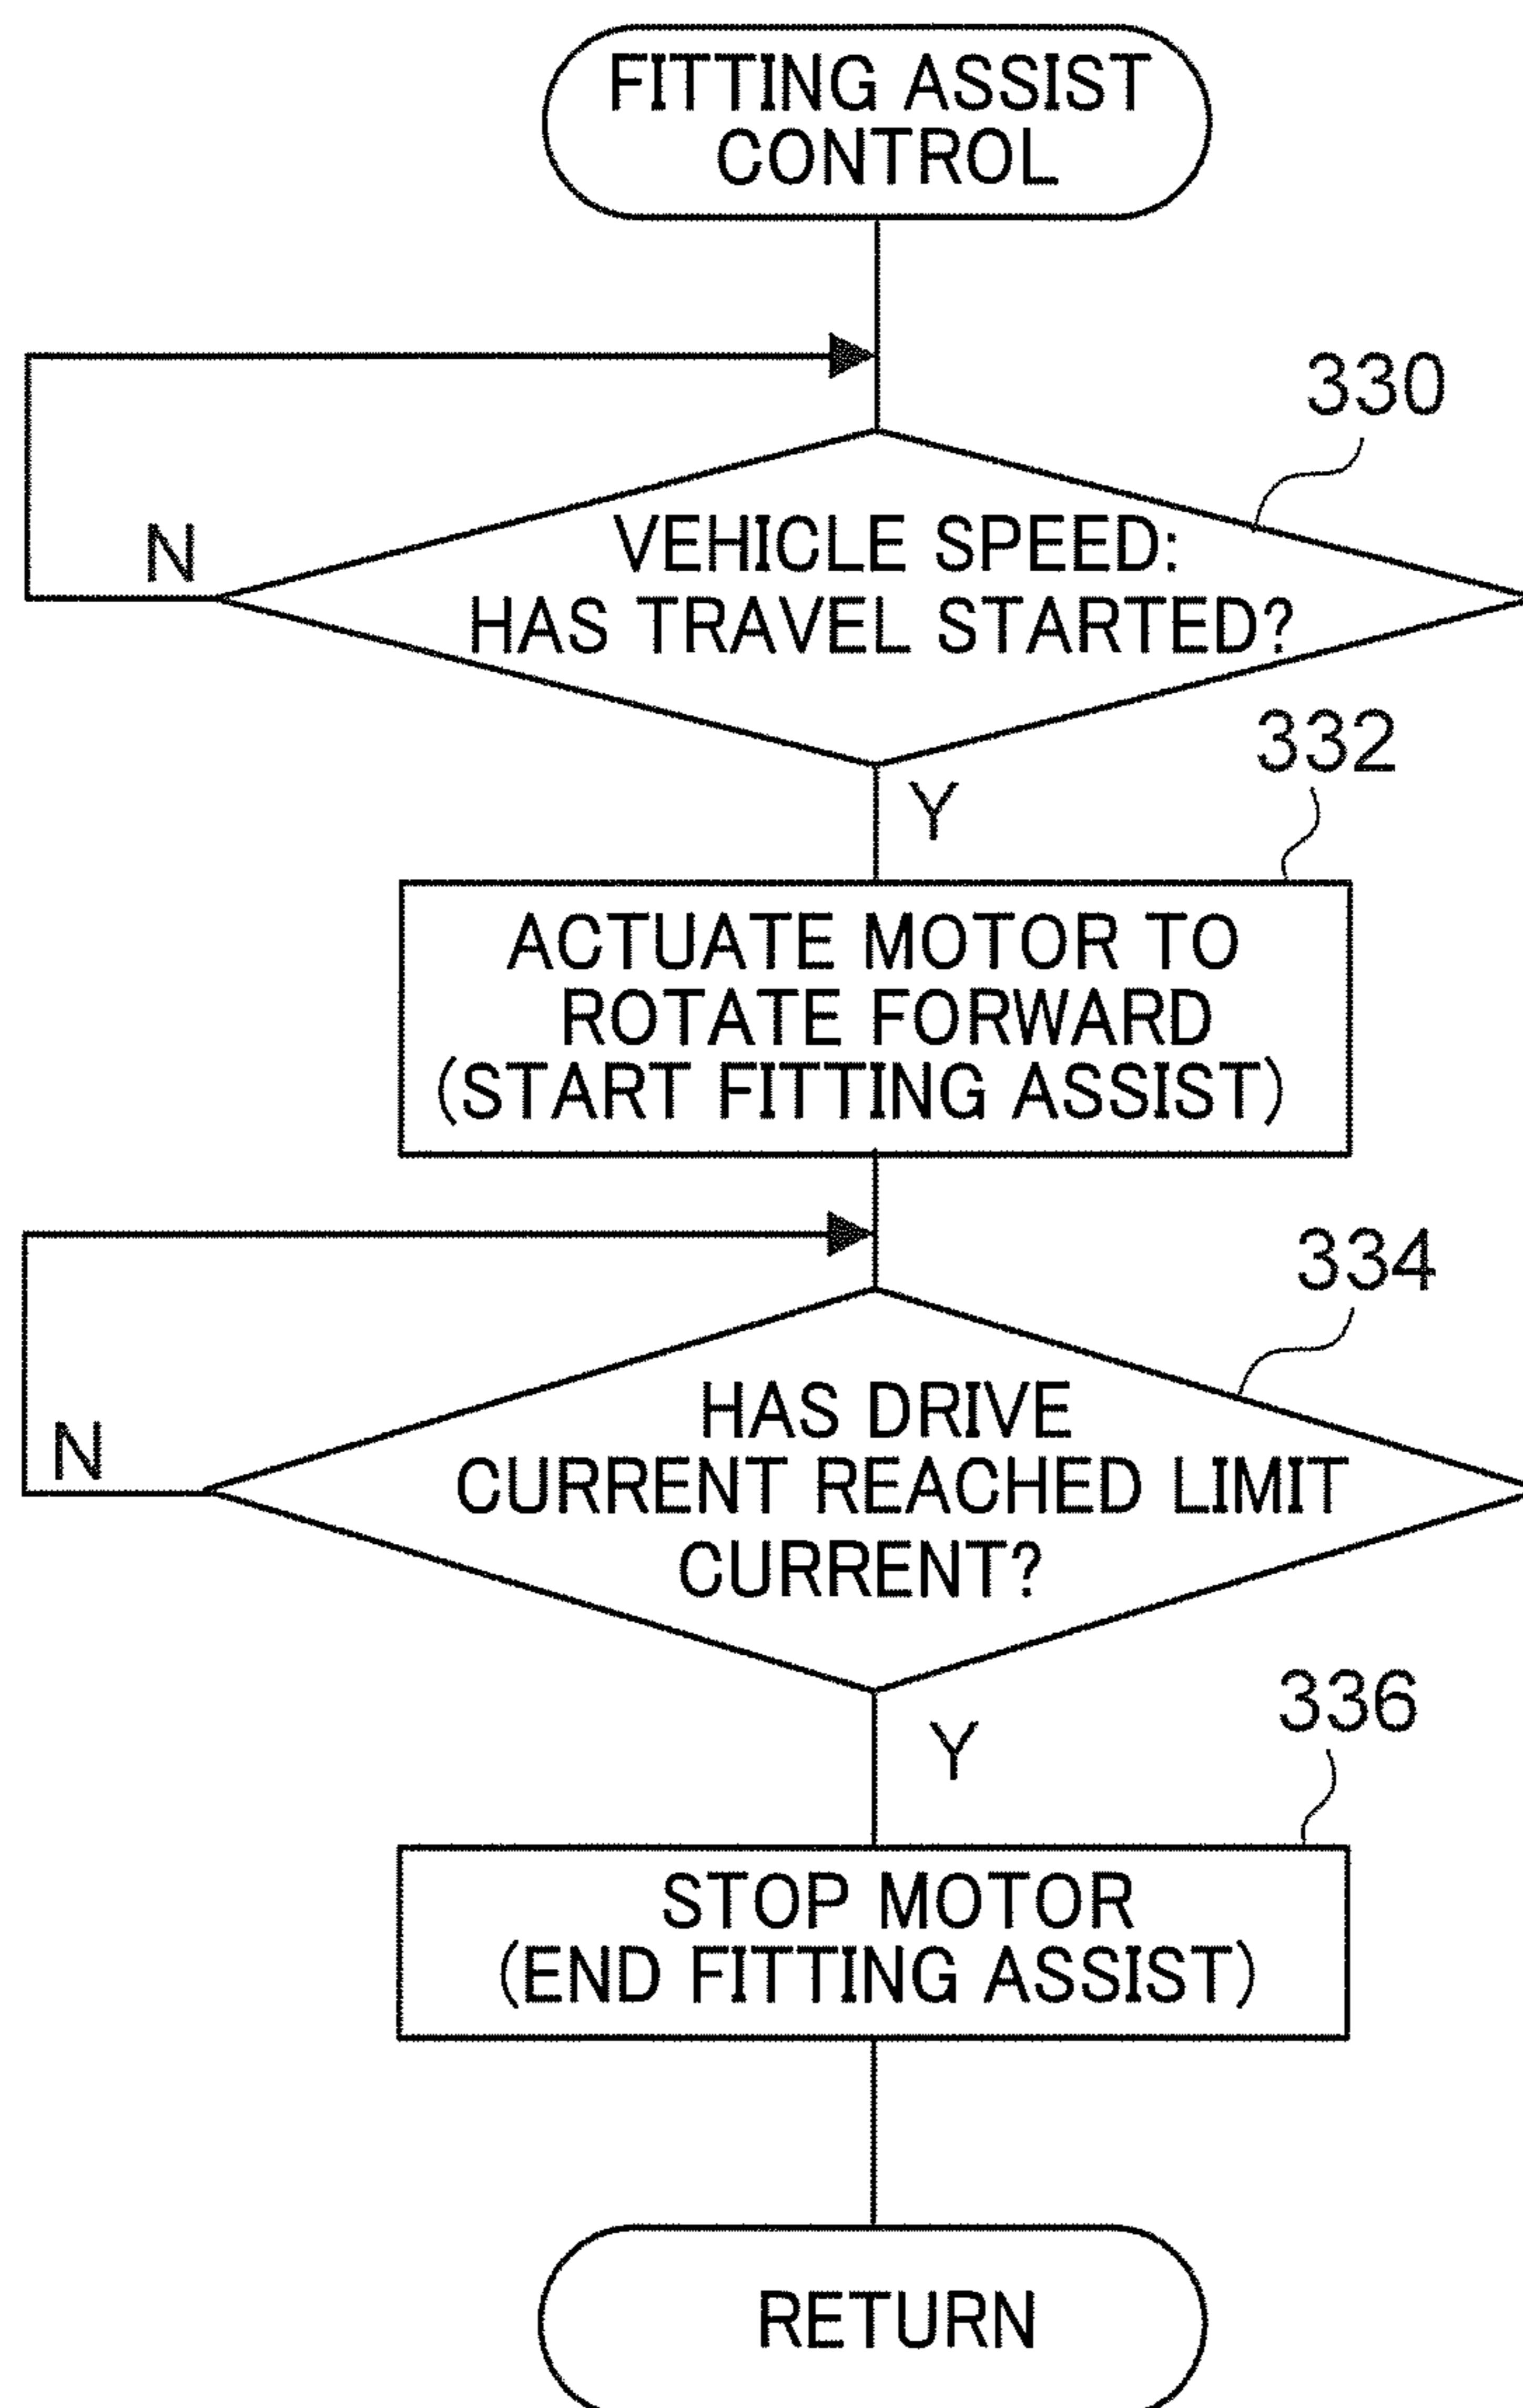 FITTING ASSIST
CONTROL
330
N
VEHICLE SPEED:
HAS TRAVEL STARTED?
332
Y
ACTUATE MOTOR TO
ROTATE FORWARD
(START FITTING ASSIST)
334
HAS DRIVE
N
CURRENT REACHED LIMIT
CURRENT?
336
Y
STOP MOTOR
(END FITTING ASSIST)
RETURN